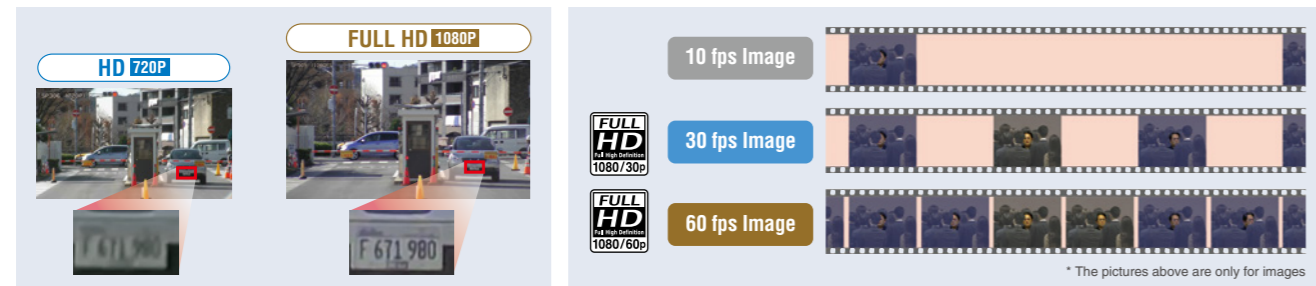 HD 720P
F 671 980
FULL HD 1080P
F 671 980
10 fps Image
FULL
HD
Full High Definition
1080/30p
30 fps Image
FULL
HD
Full High Definition
1080/60p
60 fps Image
* The pictures above are only for images